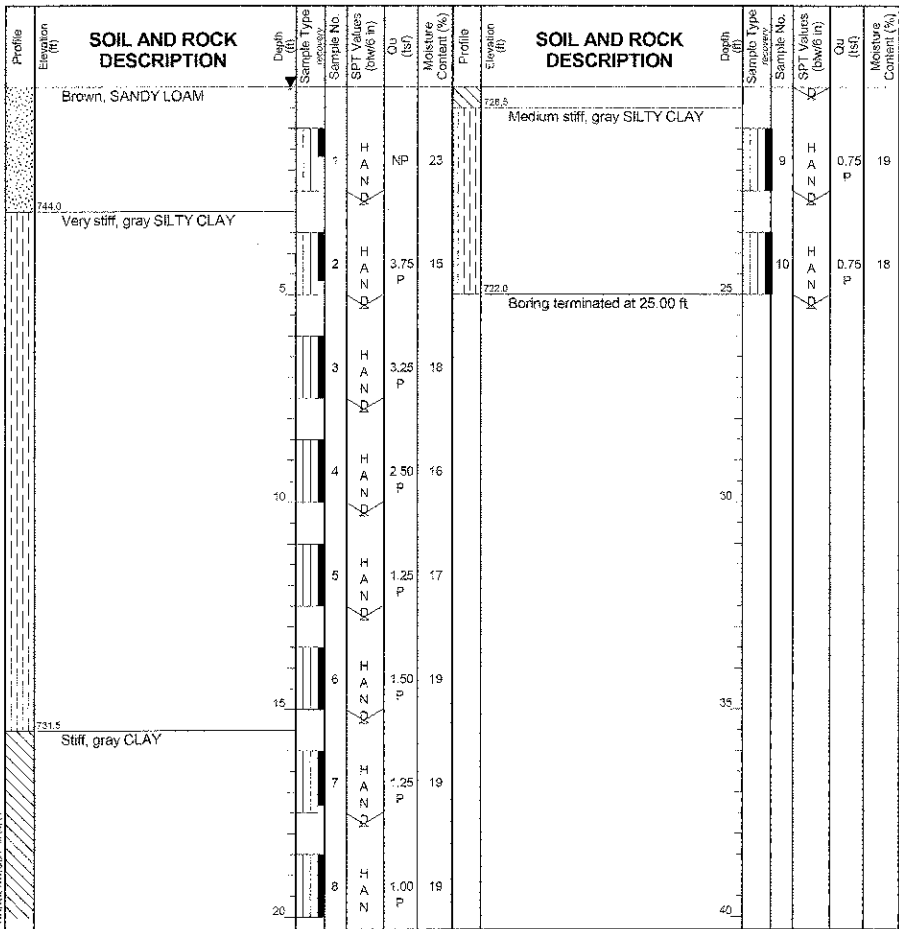 Profile Elevation (ft) SOIL AND ROCK DESCRIPTION Depth (ft) Sample Type recovery Sample No. SPT Values (blw/6 in) Qu (tsf) Moisture Content (%)
Brown, SANDY LOAM
1 HAND NP 23
744.0
Very stiff, gray SILTY CLAY
2 HAND 3.75 P 15
5
3 HAND 3.25 P 18
4 HAND 2.50 P 16
10
5 HAND 1.25 P 17
6 HAND 1.50 P 19
15
731.5
Stiff, gray CLAY
7 HAND 1.25 P 19
8 HAND 1.00 P 19
20
Profile Elevation (ft) SOIL AND ROCK DESCRIPTION Depth (ft) Sample Type recovery Sample No. SPT Values (blw/6 in) Qu (tsf) Moisture Content (%)
D
726.5
Medium stiff, gray SILTY CLAY
9 HAND 0.75 P 19
10 HAND 0.75 P 18
722.0 25
Boring terminated at 25.00 ft
30
35
40